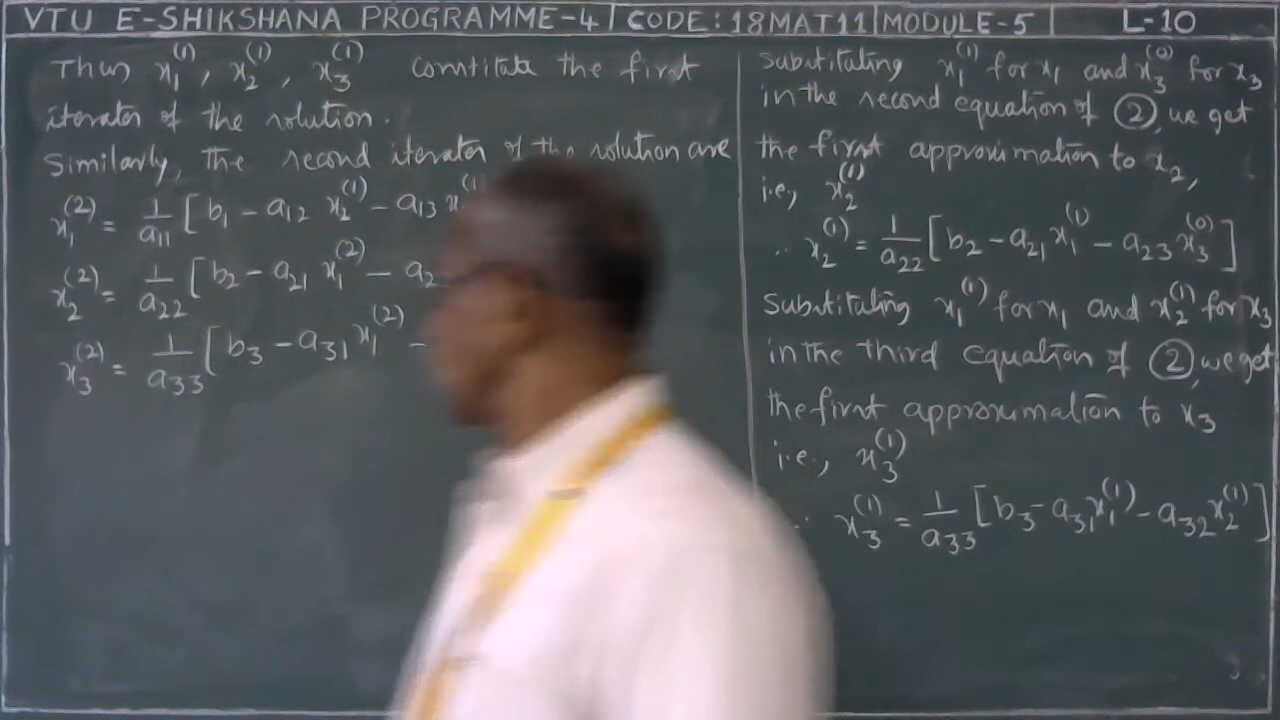 VTU E-SHIKSHANA PROGRAMME-4 | CODE: 18MAT11 | MODULE-5 | L-10
Thus x₁⁽¹⁾, x₂⁽¹⁾, x₃⁽¹⁾ constitute the first
iterates of the solution.
Similarly, the second iterates of the solution are
x₁⁽²⁾ = 1/a₁₁ [b₁ - a₁₂ x₂⁽¹⁾ - a₁₃ x
x₂⁽²⁾ = 1/a₂₂ [b₂ - a₂₁ x₁⁽²⁾ - a₂
x₃⁽²⁾ = 1/a₃₃ [b₃ - a₃₁ x₁⁽²⁾ -
substituting x₁⁽¹⁾ for x₁ and x₃⁽⁰⁾ for x₃
in the second equation of ②, we get
the first approximation to x₂,
i.e., x₂⁽¹⁾
∴ x₂⁽¹⁾ = 1/a₂₂ [b₂ - a₂₁ x₁⁽¹⁾ - a₂₃ x₃⁽⁰⁾]
Substituting x₁⁽¹⁾ for x₁ and x₂⁽¹⁾ for x₃
in the third equation of ②, we get
the first approximation to x₃
i.e., x₃⁽¹⁾
∴ x₃⁽¹⁾ = 1/a₃₃ [b₃ - a₃₁ x₁⁽¹⁾ - a₃₂ x₂⁽¹⁾]